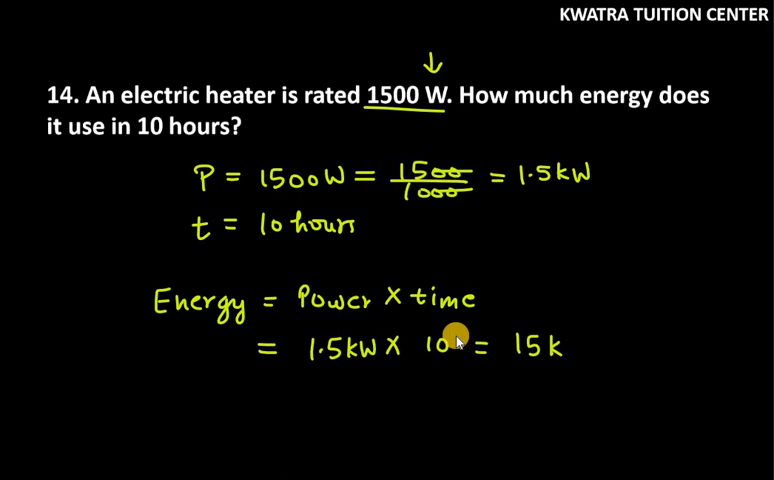 KWATRA TUITION CENTER
14. An electric heater is rated 1500 W. How much energy does
it use in 10 hours?
P = 1500W = 1500/1000 = 1.5kW
t = 10 hours
Energy = Power × time
= 1.5kW × 10 = 15k